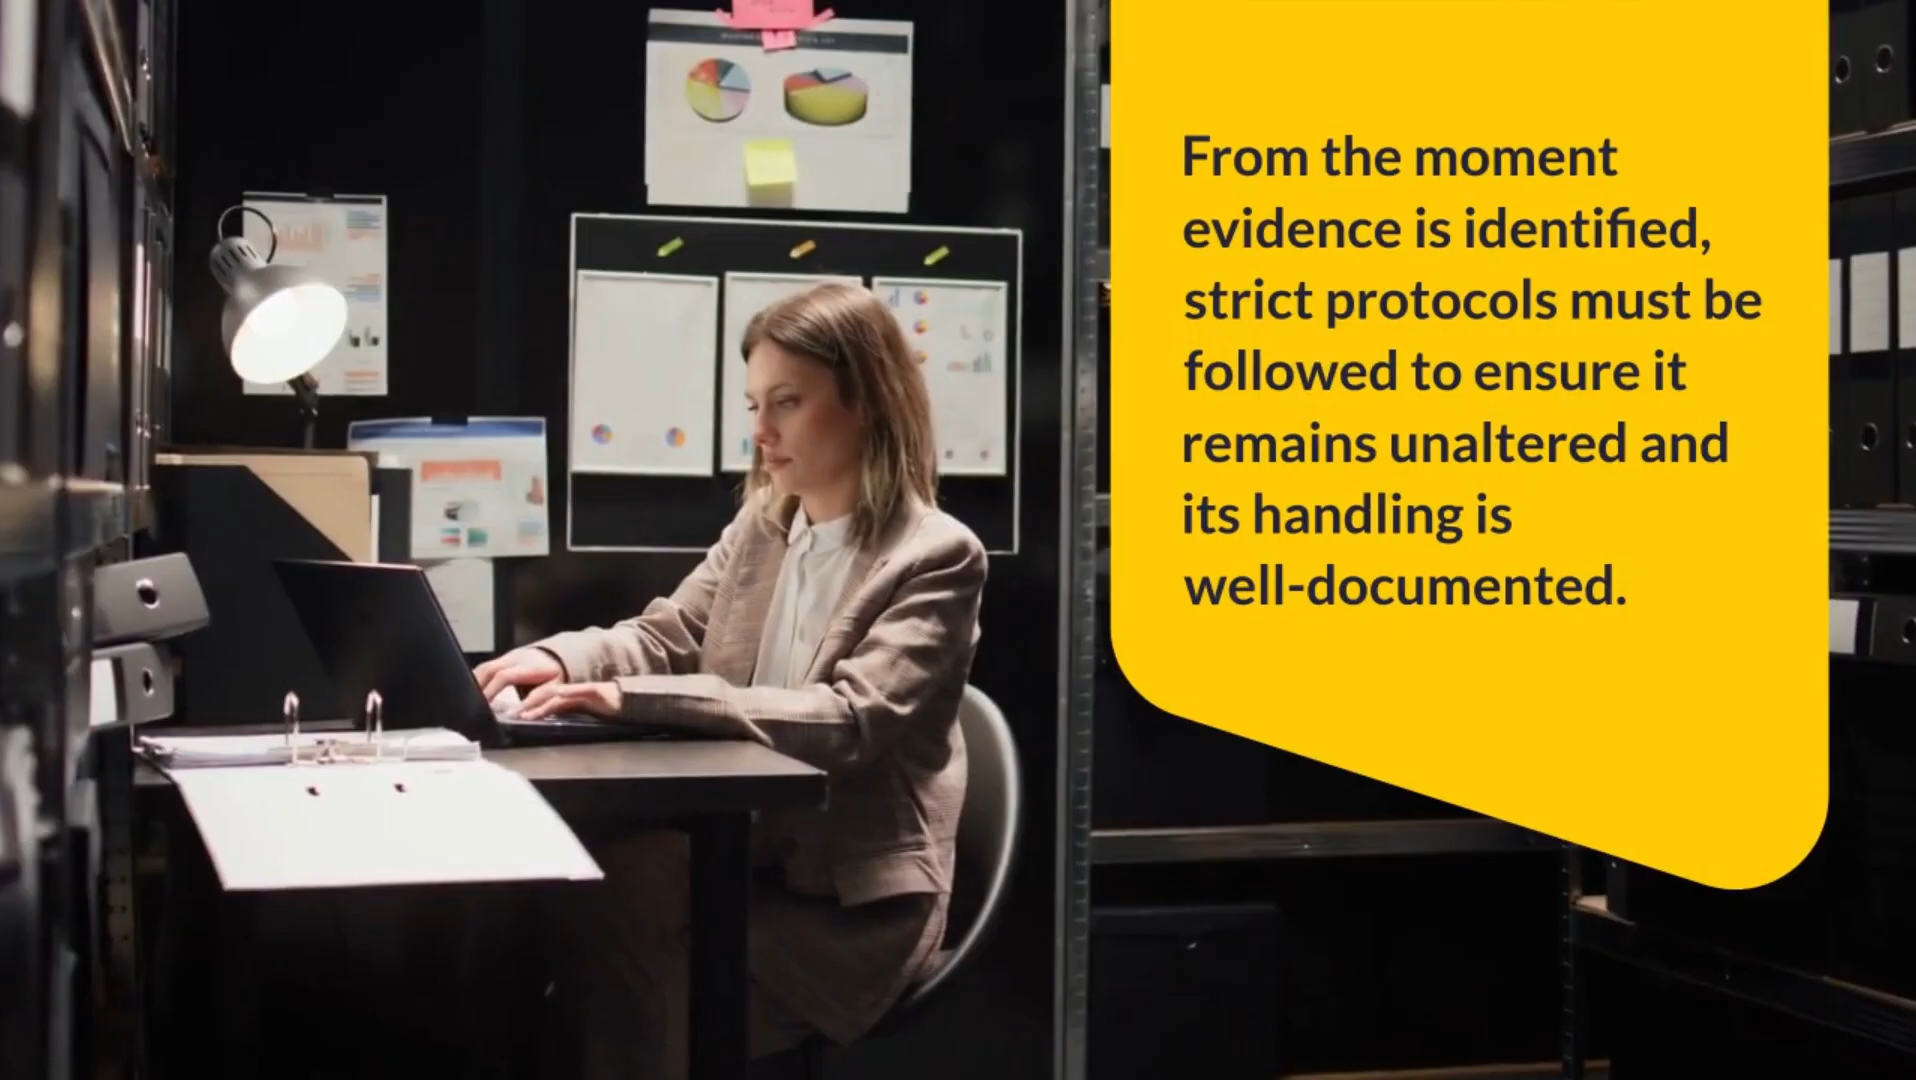 From the moment
evidence is identified,
strict protocols must be
followed to ensure it
remains unaltered and
its handling is
well-documented.